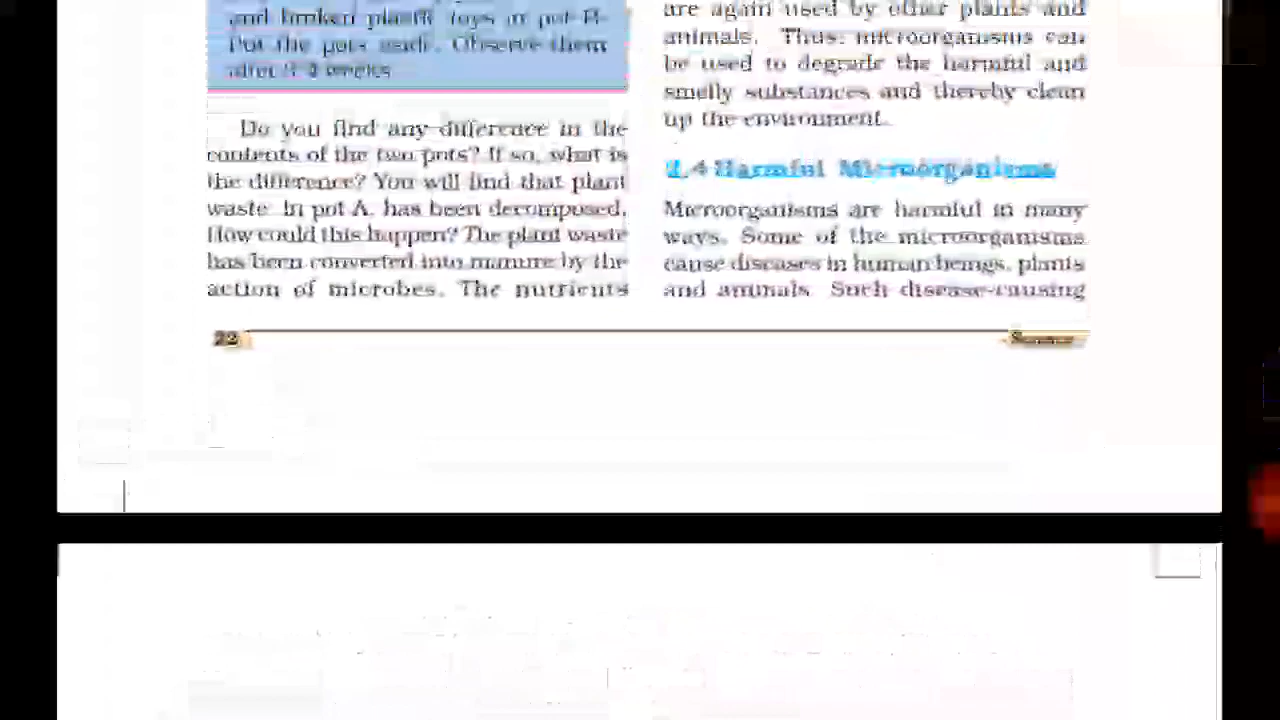 and broken plastic toys in pot B.
Put the pots aside. Observe them
after 3-4 weeks.
Do you find any difference in the
contents of the two pots? If so, what is
the difference? You will find that plant
waste in pot A, has been decomposed.
How could this happen? The plant waste
has been converted into manure by the
action of microbes. The nutrients
are again used by other plants and
animals. Thus, microorganisms can
be used to degrade the harmful and
smelly substances and thereby clean
up the environment.
2.4 Harmful Microorganisms
Microorganisms are harmful in many
ways. Some of the microorganisms
cause diseases in human beings, plants
and animals. Such disease-causing
22
Science